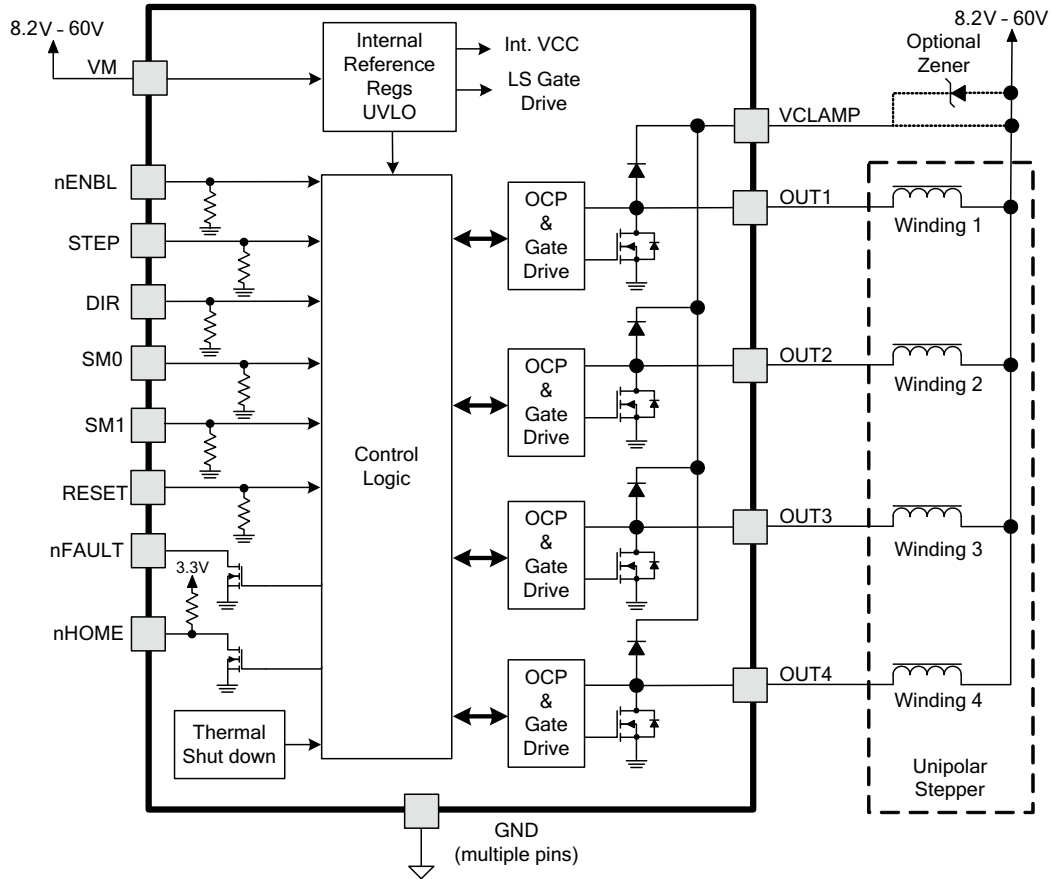 8.2V - 60V
VM
Internal
Reference
Regs
UVLO
Int. VCC
LS Gate
Drive
8.2V - 60V
Optional
Zener
VCLAMP
nENBL
STEP
DIR
SM0
SM1
RESET
nFAULT
3.3V
nHOME
Control
Logic
Thermal
Shut down
OCP
&
Gate
Drive
OUT1
Winding 1
OCP
&
Gate
Drive
OUT2
Winding 2
OCP
&
Gate
Drive
OUT3
Winding 3
OCP
&
Gate
Drive
OUT4
Winding 4
Unipolar
Stepper
GND
(multiple pins)